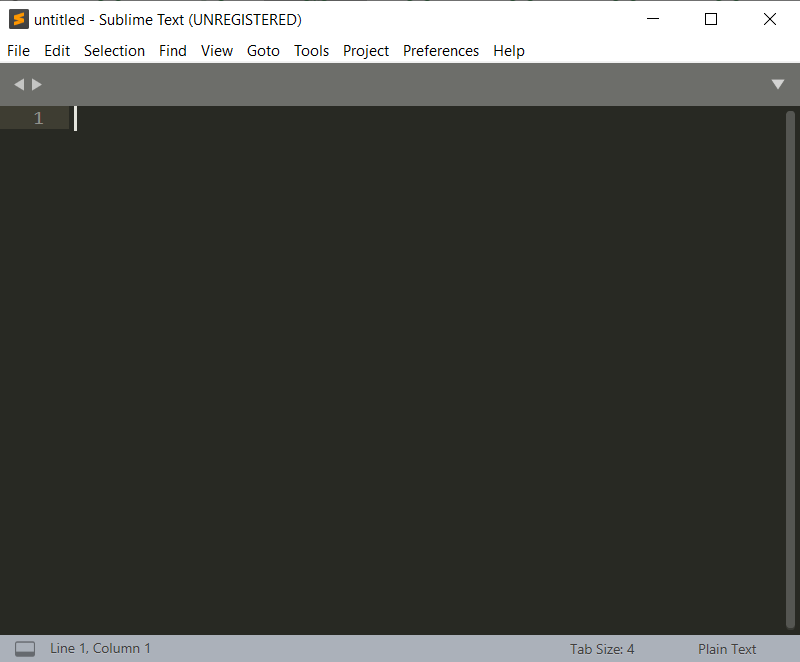 untitled - Sublime Text (UNREGISTERED)
File Edit Selection Find View Goto Tools Project Preferences Help
1
Line 1, Column 1 Tab Size: 4 Plain Text